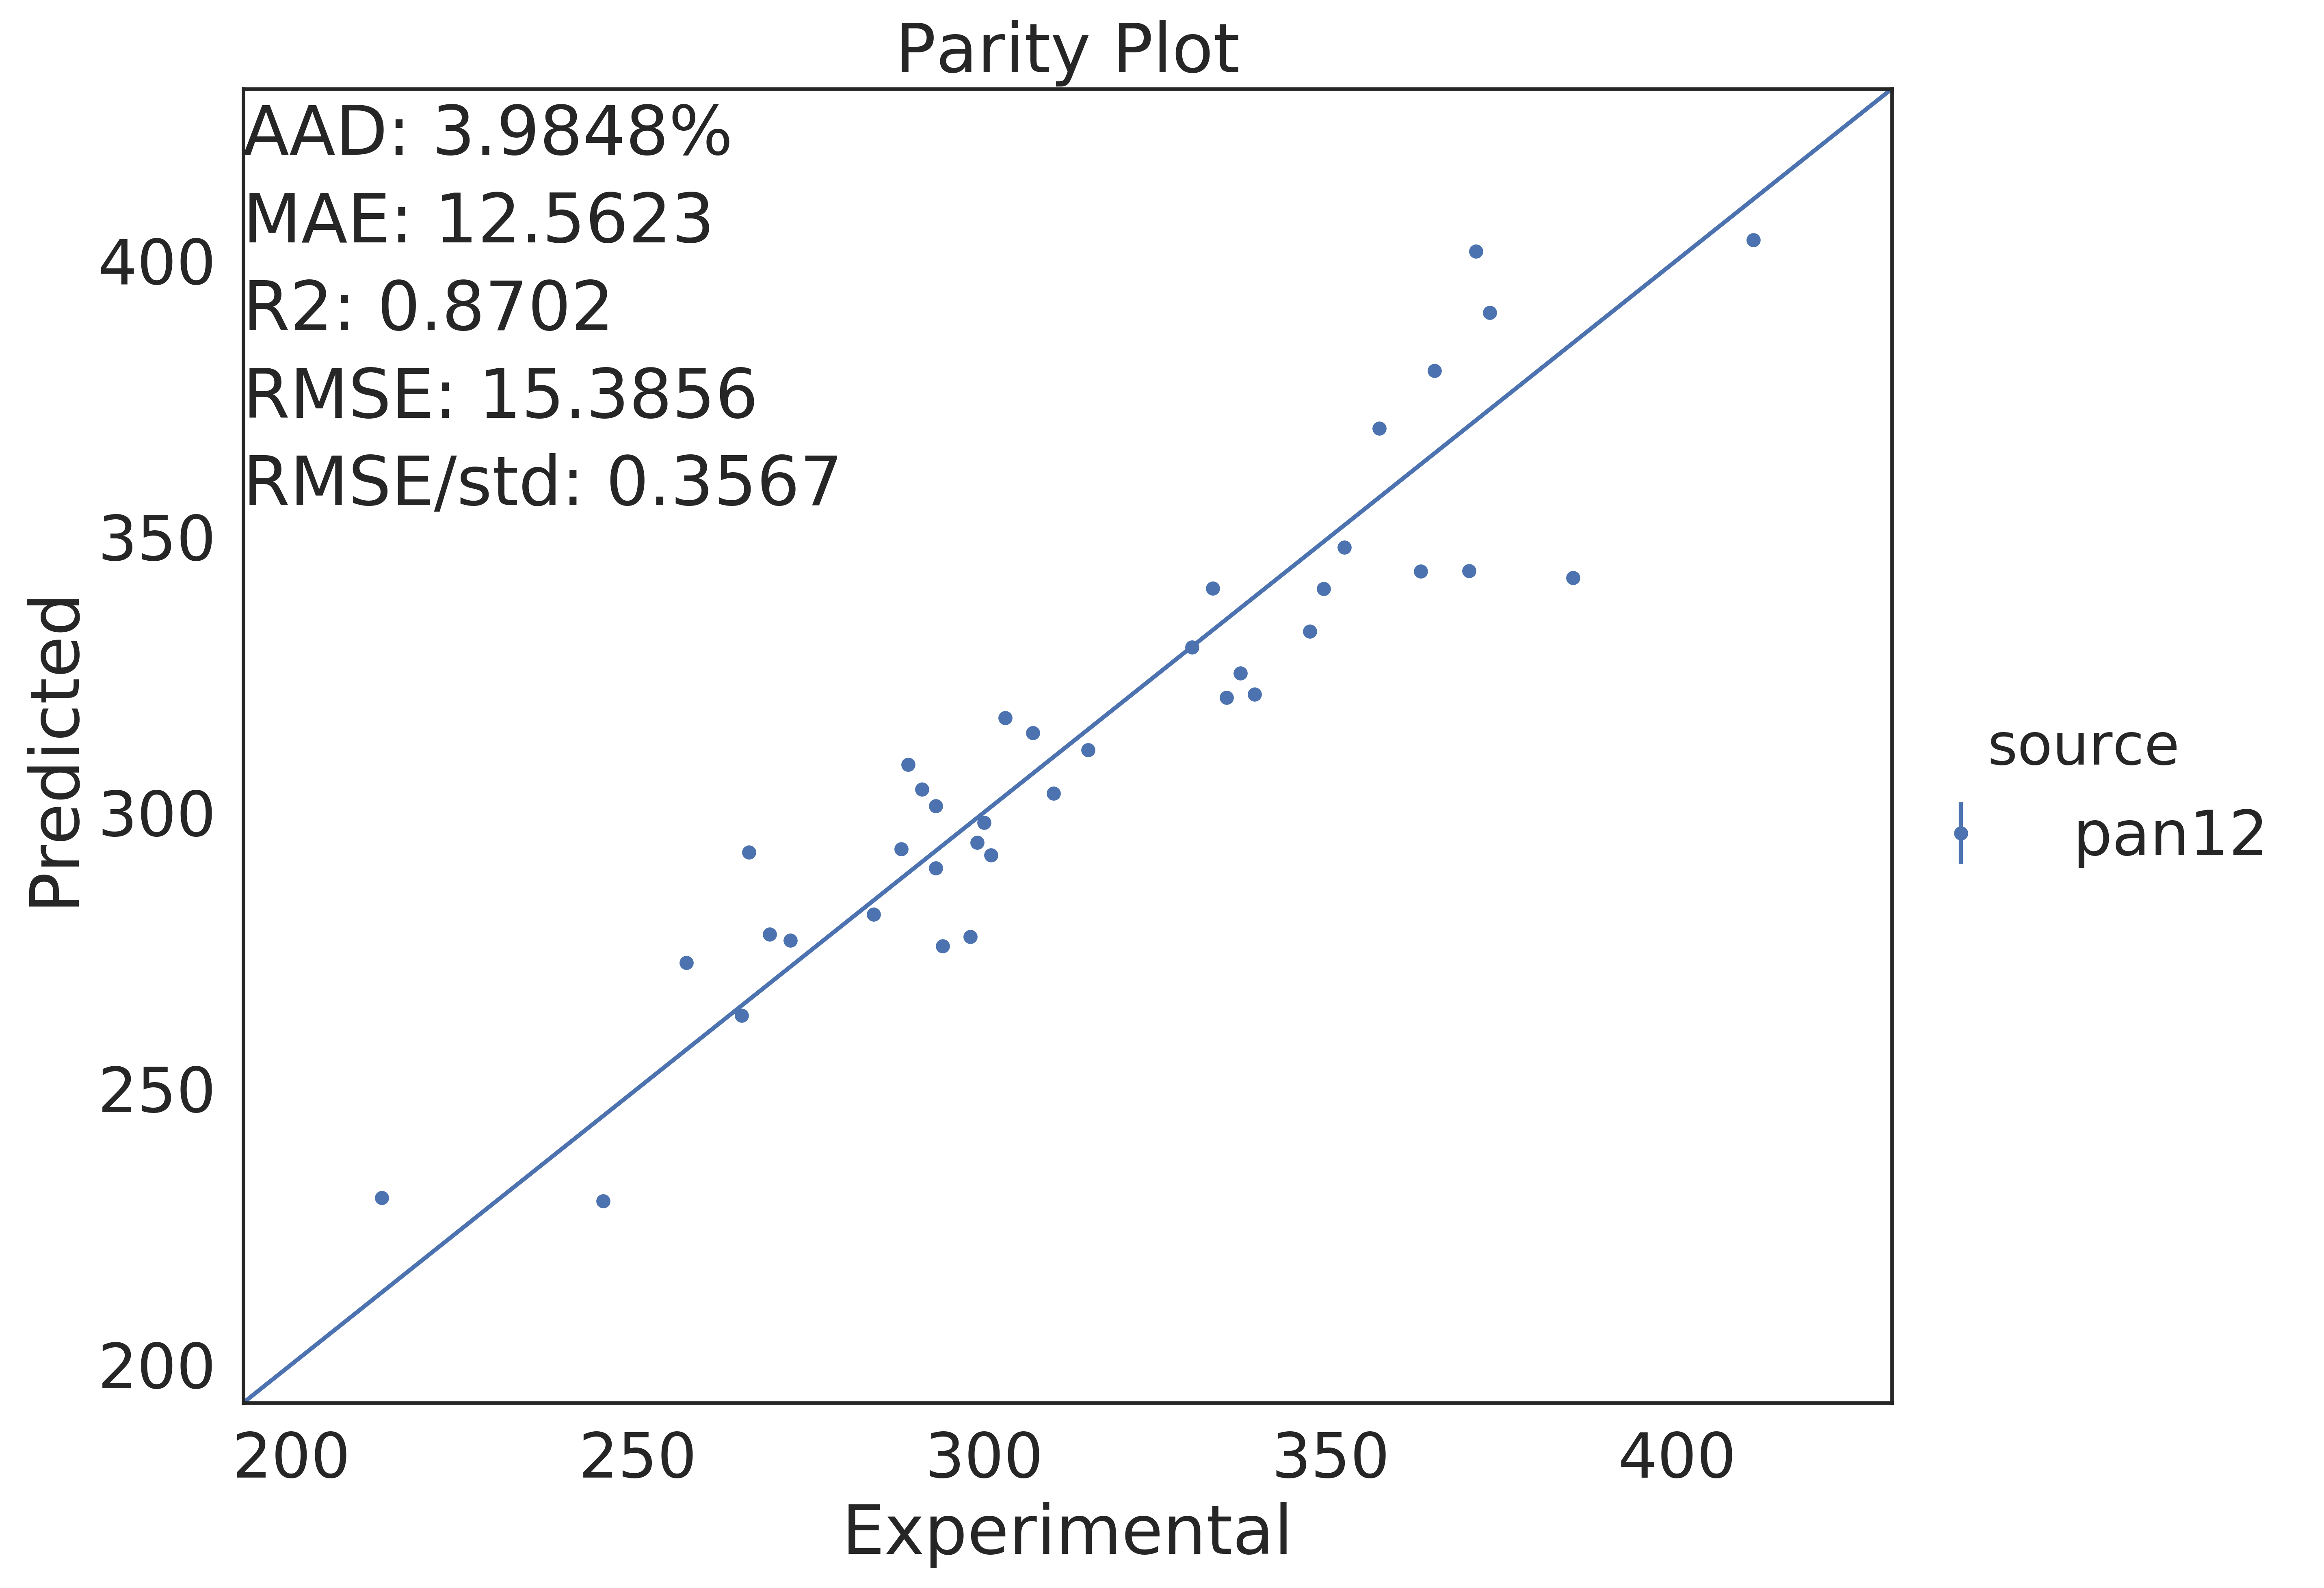 Parity Plot
AAD: 3.9848%
MAE: 12.5623
R2: 0.8702
RMSE: 15.3856
RMSE/std: 0.3567
400
350
300
250
200
Predicted
200 250 300 350 400
Experimental
source
pan12